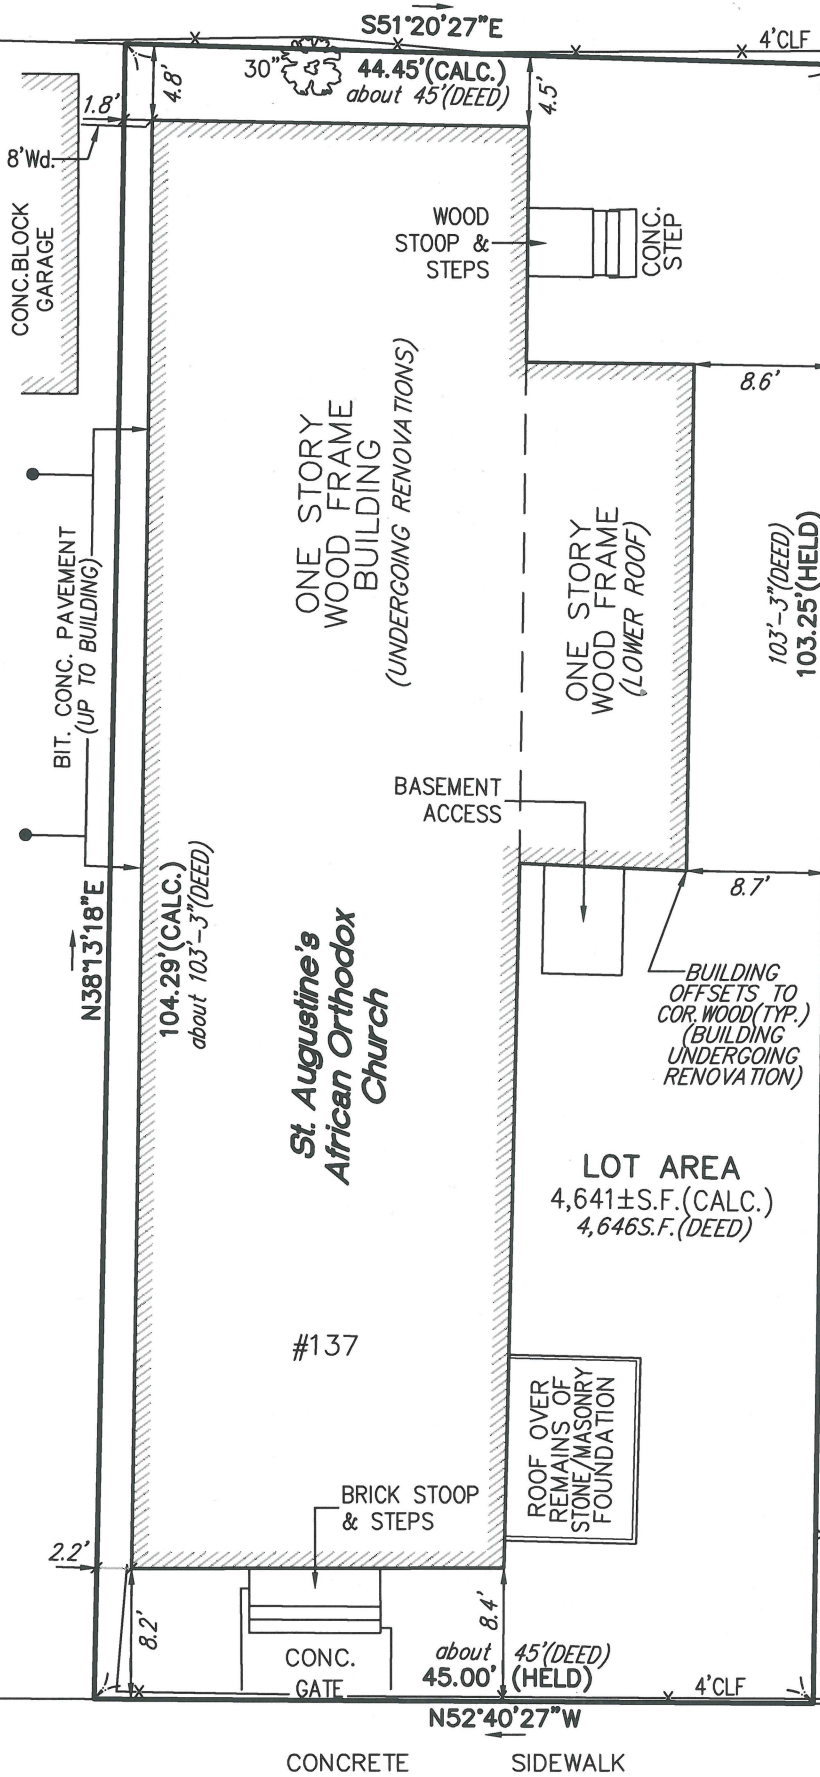 S51°20'27"E
4'CLF
30"
44.45'(CALC.)
about 45'(DEED)
4.8'
4.5'
1.8'
8'Wd.
CONC.BLOCK
GARAGE
WOOD
STOOP &
STEPS
CONC.
STEP
8.6'
ONE STORY
WOOD FRAME
BUILDING
(UNDERGOING RENOVATIONS)
ONE STORY
WOOD FRAME
(LOWER ROOF)
103'-3"(DEED)
103.25'(HELD)
BIT. CONC. PAVEMENT
(UP TO BUILDING)
BASEMENT
ACCESS
8.7'
N38°13'18"E
104.29'(CALC.)
about 103'-3"(DEED)
St. Augustine's
African Orthodox
Church
BUILDING
OFFSETS TO
COR.WOOD(TYP.)
(BUILDING
UNDERGOING
RENOVATION)
LOT AREA
4,641±S.F.(CALC.)
4,646S.F.(DEED)
#137
ROOF OVER
REMAINS OF
STONE/MASONRY
FOUNDATION
BRICK STOOP
& STEPS
2.2'
8.2'
8.4'
CONC.
GATE
about 45'(DEED)
45.00' (HELD)
4'CLF
N52°40'27"W
CONCRETE SIDEWALK